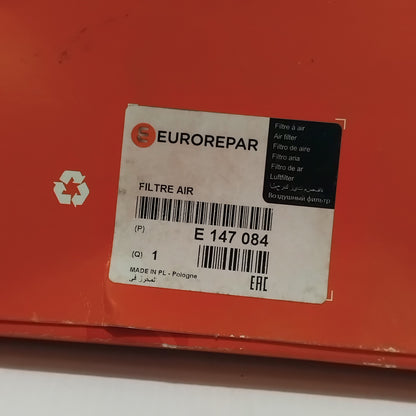 EUROREPAR
Filtre à air
Air filter
Filtro de aire
Filtro aria
Filtro de ar
Luftfilter
Воздушный фильтр
FILTRE AIR
(P) E 147 084
(Q) 1
MADE IN PL - Pologne
EAC